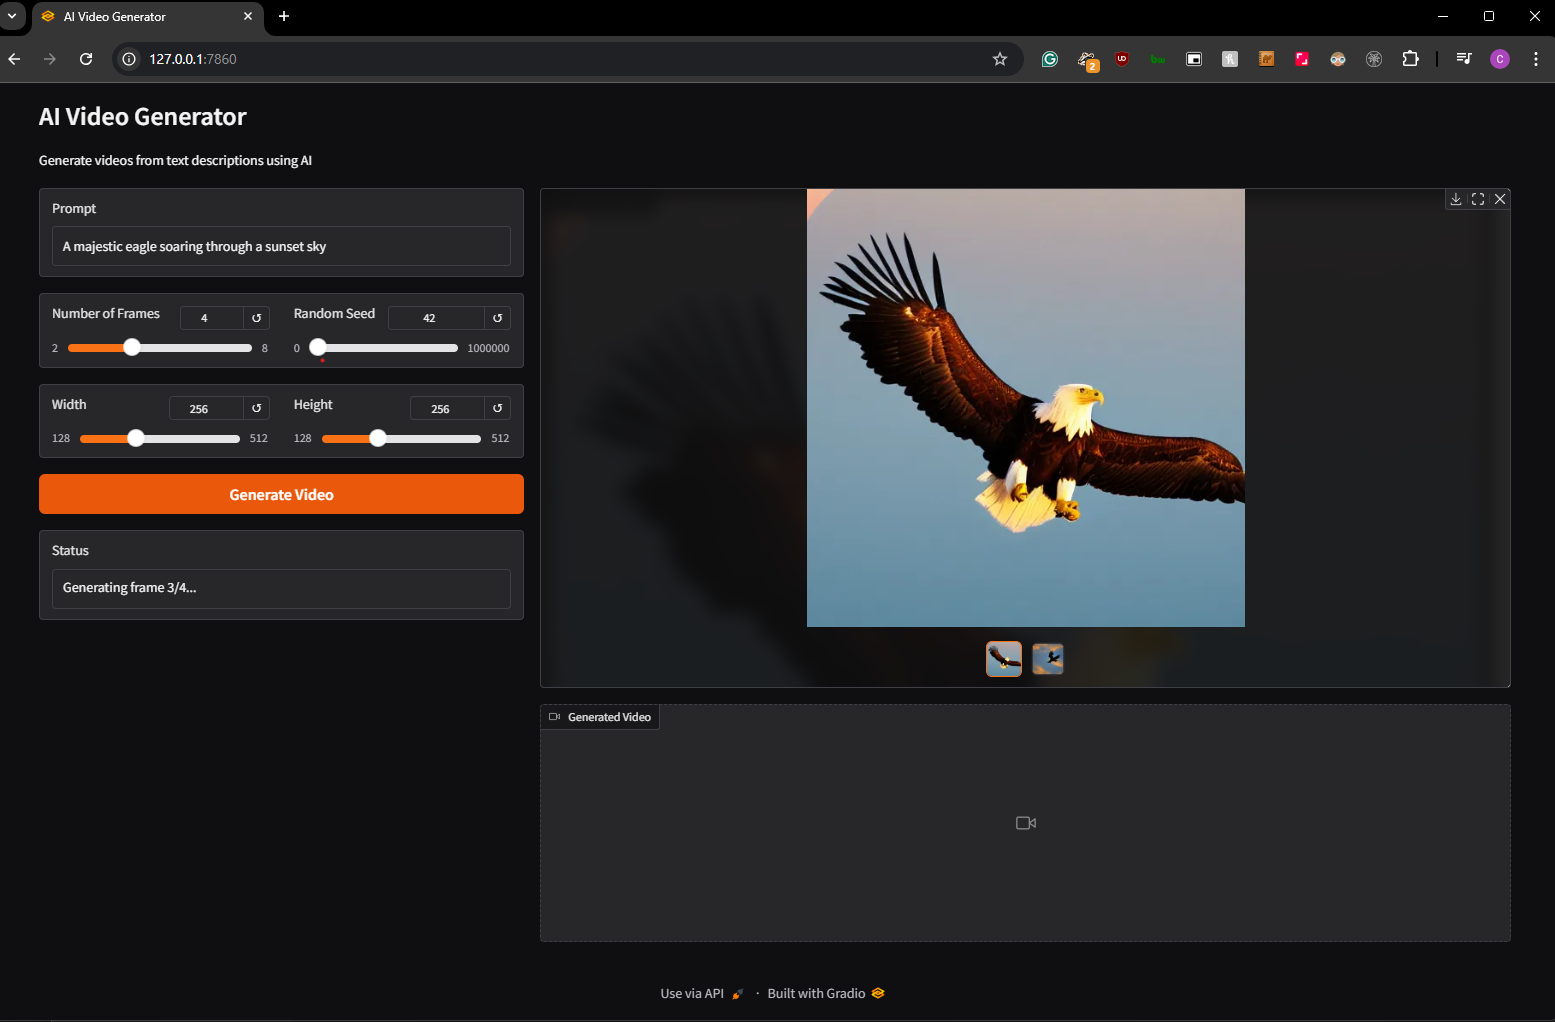 AI Video Generator
127.0.0.1:7860
2
C
AI Video Generator
Generate videos from text descriptions using AI
Prompt
A majestic eagle soaring through a sunset sky
Number of Frames
4
Random Seed
42
2
8
0
1000000
Width
256
Height
256
128
512
128
512
Generate Video
Status
Generating frame 3/4...
Generated Video
Use via API
·
Built with Gradio